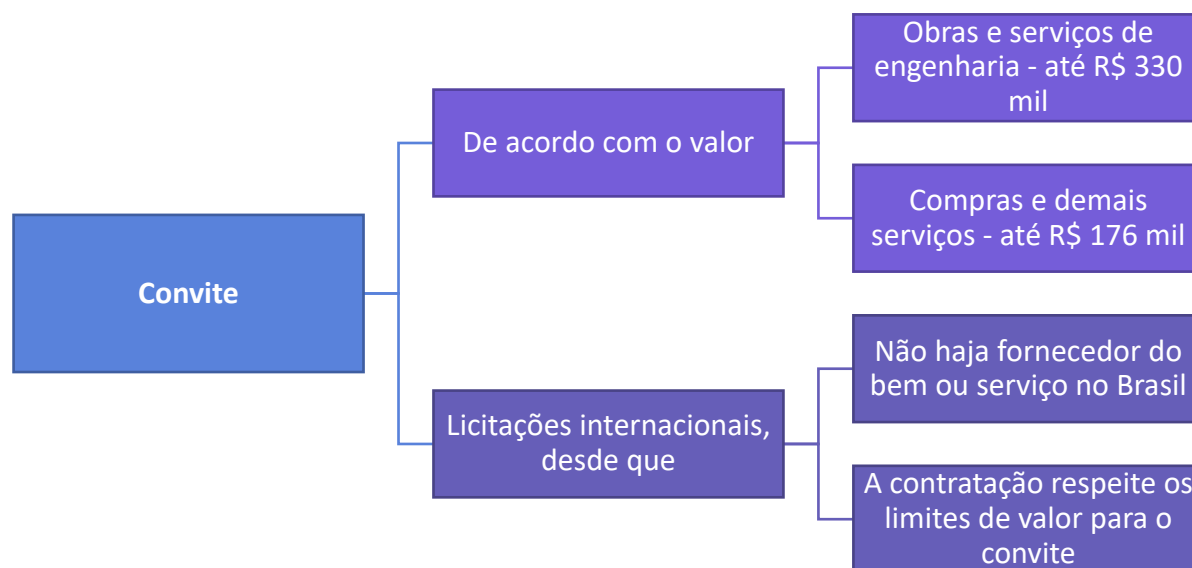 Convite
De acordo com o valor
Obras e serviços de
engenharia - até R$ 330
mil
Compras e demais
serviços - até R$ 176 mil
Licitações internacionais,
desde que
Não haja fornecedor do
bem ou serviço no Brasil
A contratação respeite os
limites de valor para o
convite